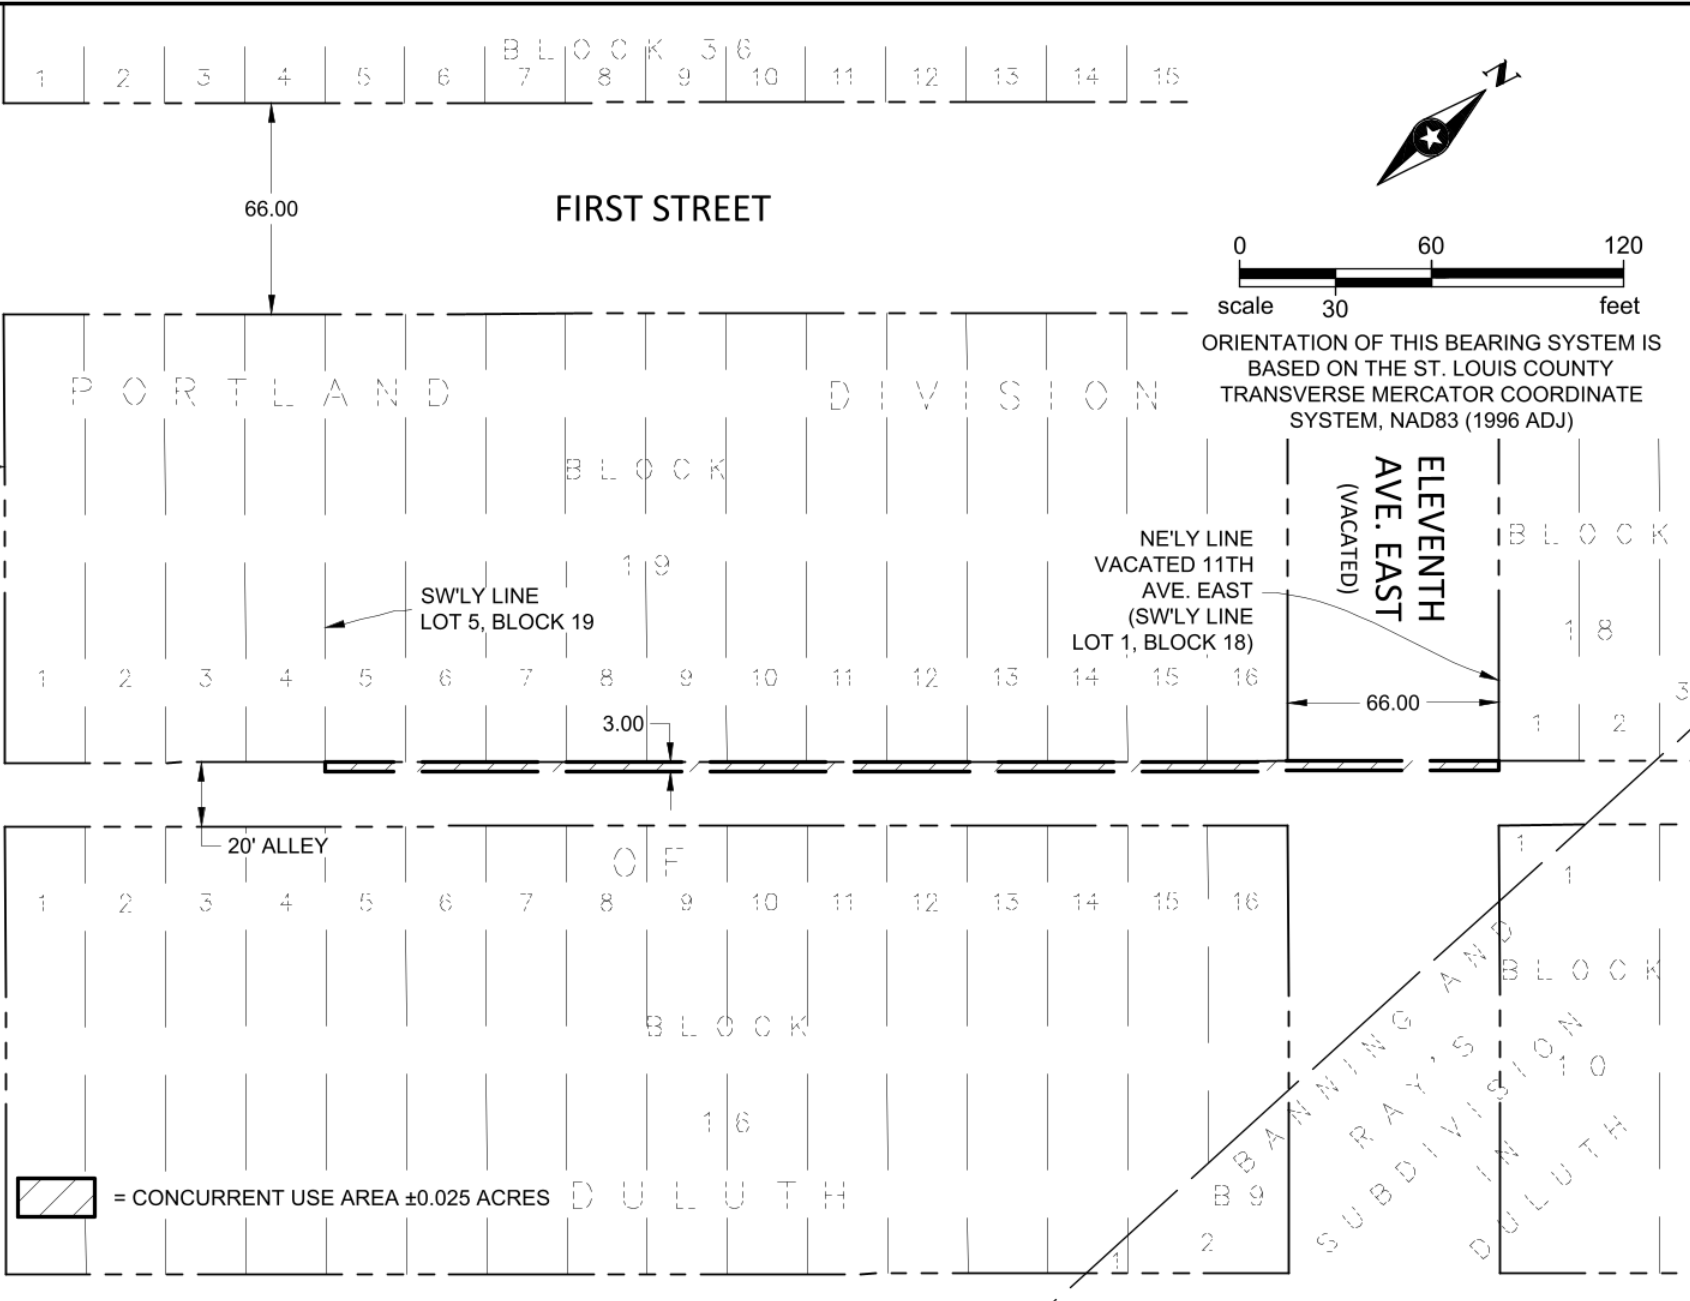 BLOCK 36
1 2 3 4 5 6 7 8 9 10 11 12 13 14 15
N
66.00
FIRST STREET
0 60 120
scale 30 feet
ORIENTATION OF THIS BEARING SYSTEM IS
BASED ON THE ST. LOUIS COUNTY
TRANSVERSE MERCATOR COORDINATE
SYSTEM, NAD83 (1996 ADJ)
PORTLAND DIVISION
BLOCK
19
ELEVENTH
AVE. EAST
(VACATED)
BLOCK
18
NE'LY LINE
VACATED 11TH
AVE. EAST
(SW'LY LINE
LOT 1, BLOCK 18)
SW'LY LINE
LOT 5, BLOCK 19
1 2 3 4 5 6 7 8 9 10 11 12 13 14 15 16
66.00
1 2 3
3.00
20' ALLEY
OF
1
1
1 2 3 4 5 6 7 8 9 10 11 12 13 14 15 16
BLOCK
16
BLOCK
10
BANNING AND
RAY'S
SUBDIVISION
IN
DULUTH
B9
1 2
= CONCURRENT USE AREA ±0.025 ACRES
DULUTH